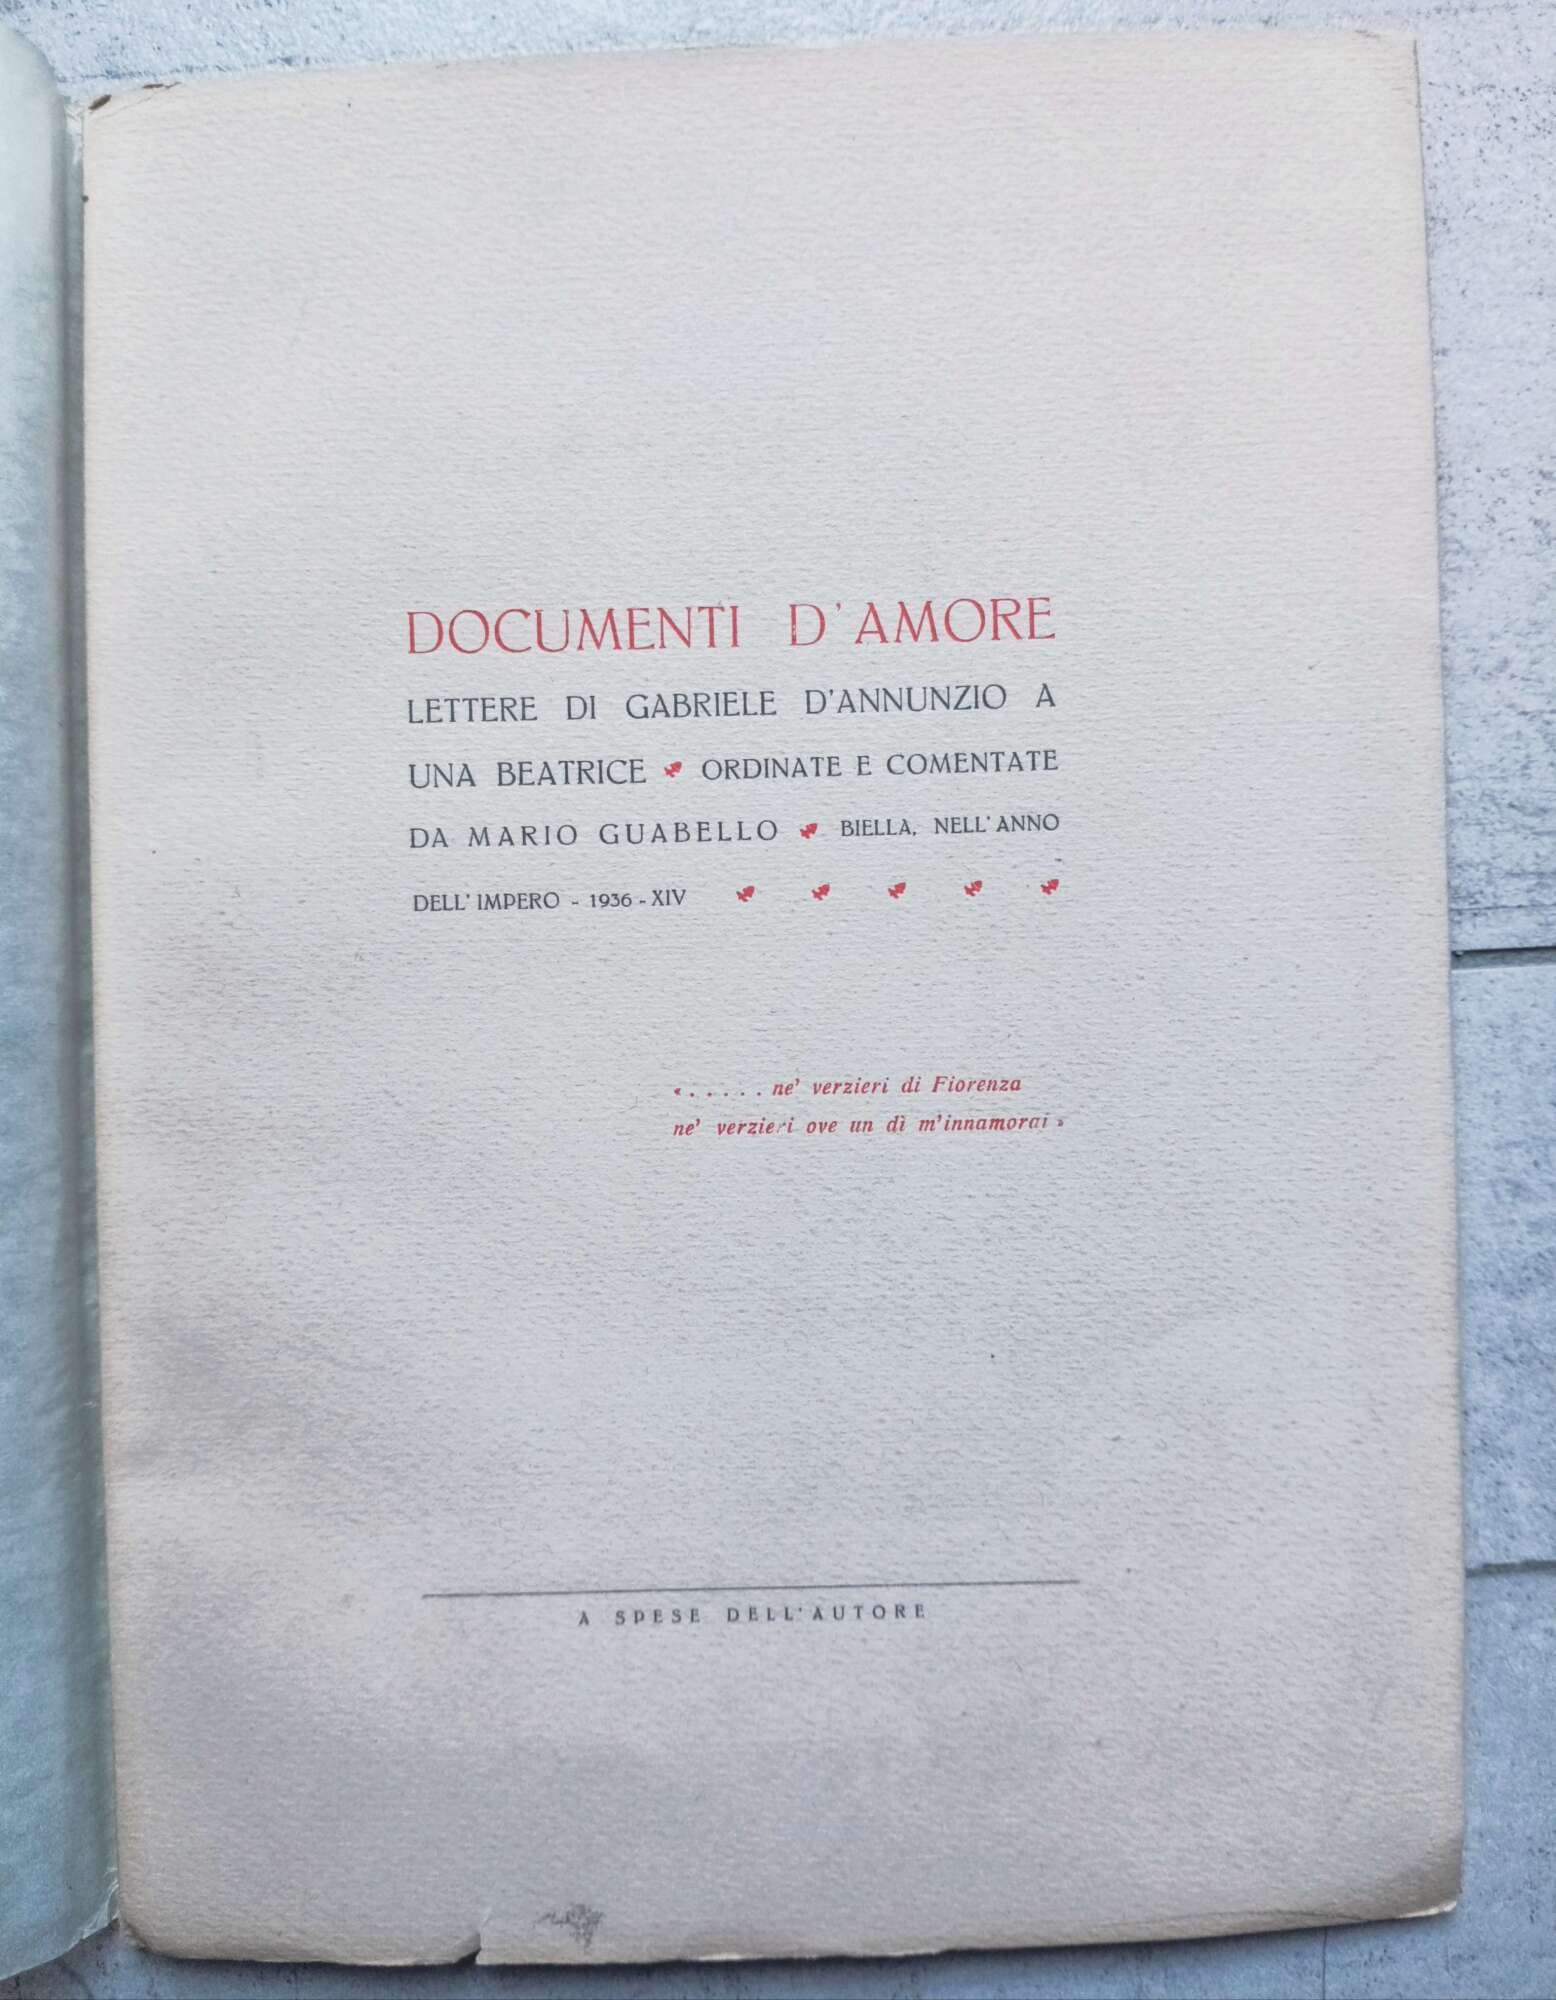 DOCUMENTI D'AMORE
LETTERE DI GABRIELE D'ANNUNZIO A
UNA BEATRICE ORDINATE E COMENTATE
DA MARIO GUABELLO BIELLA, NELL'ANNO
DELL'IMPERO - 1936 - XIV
«...... ne' verzieri di Fiorenza
ne' verzieri ove un dì m'innamorai»
A SPESE DELL'AUTORE